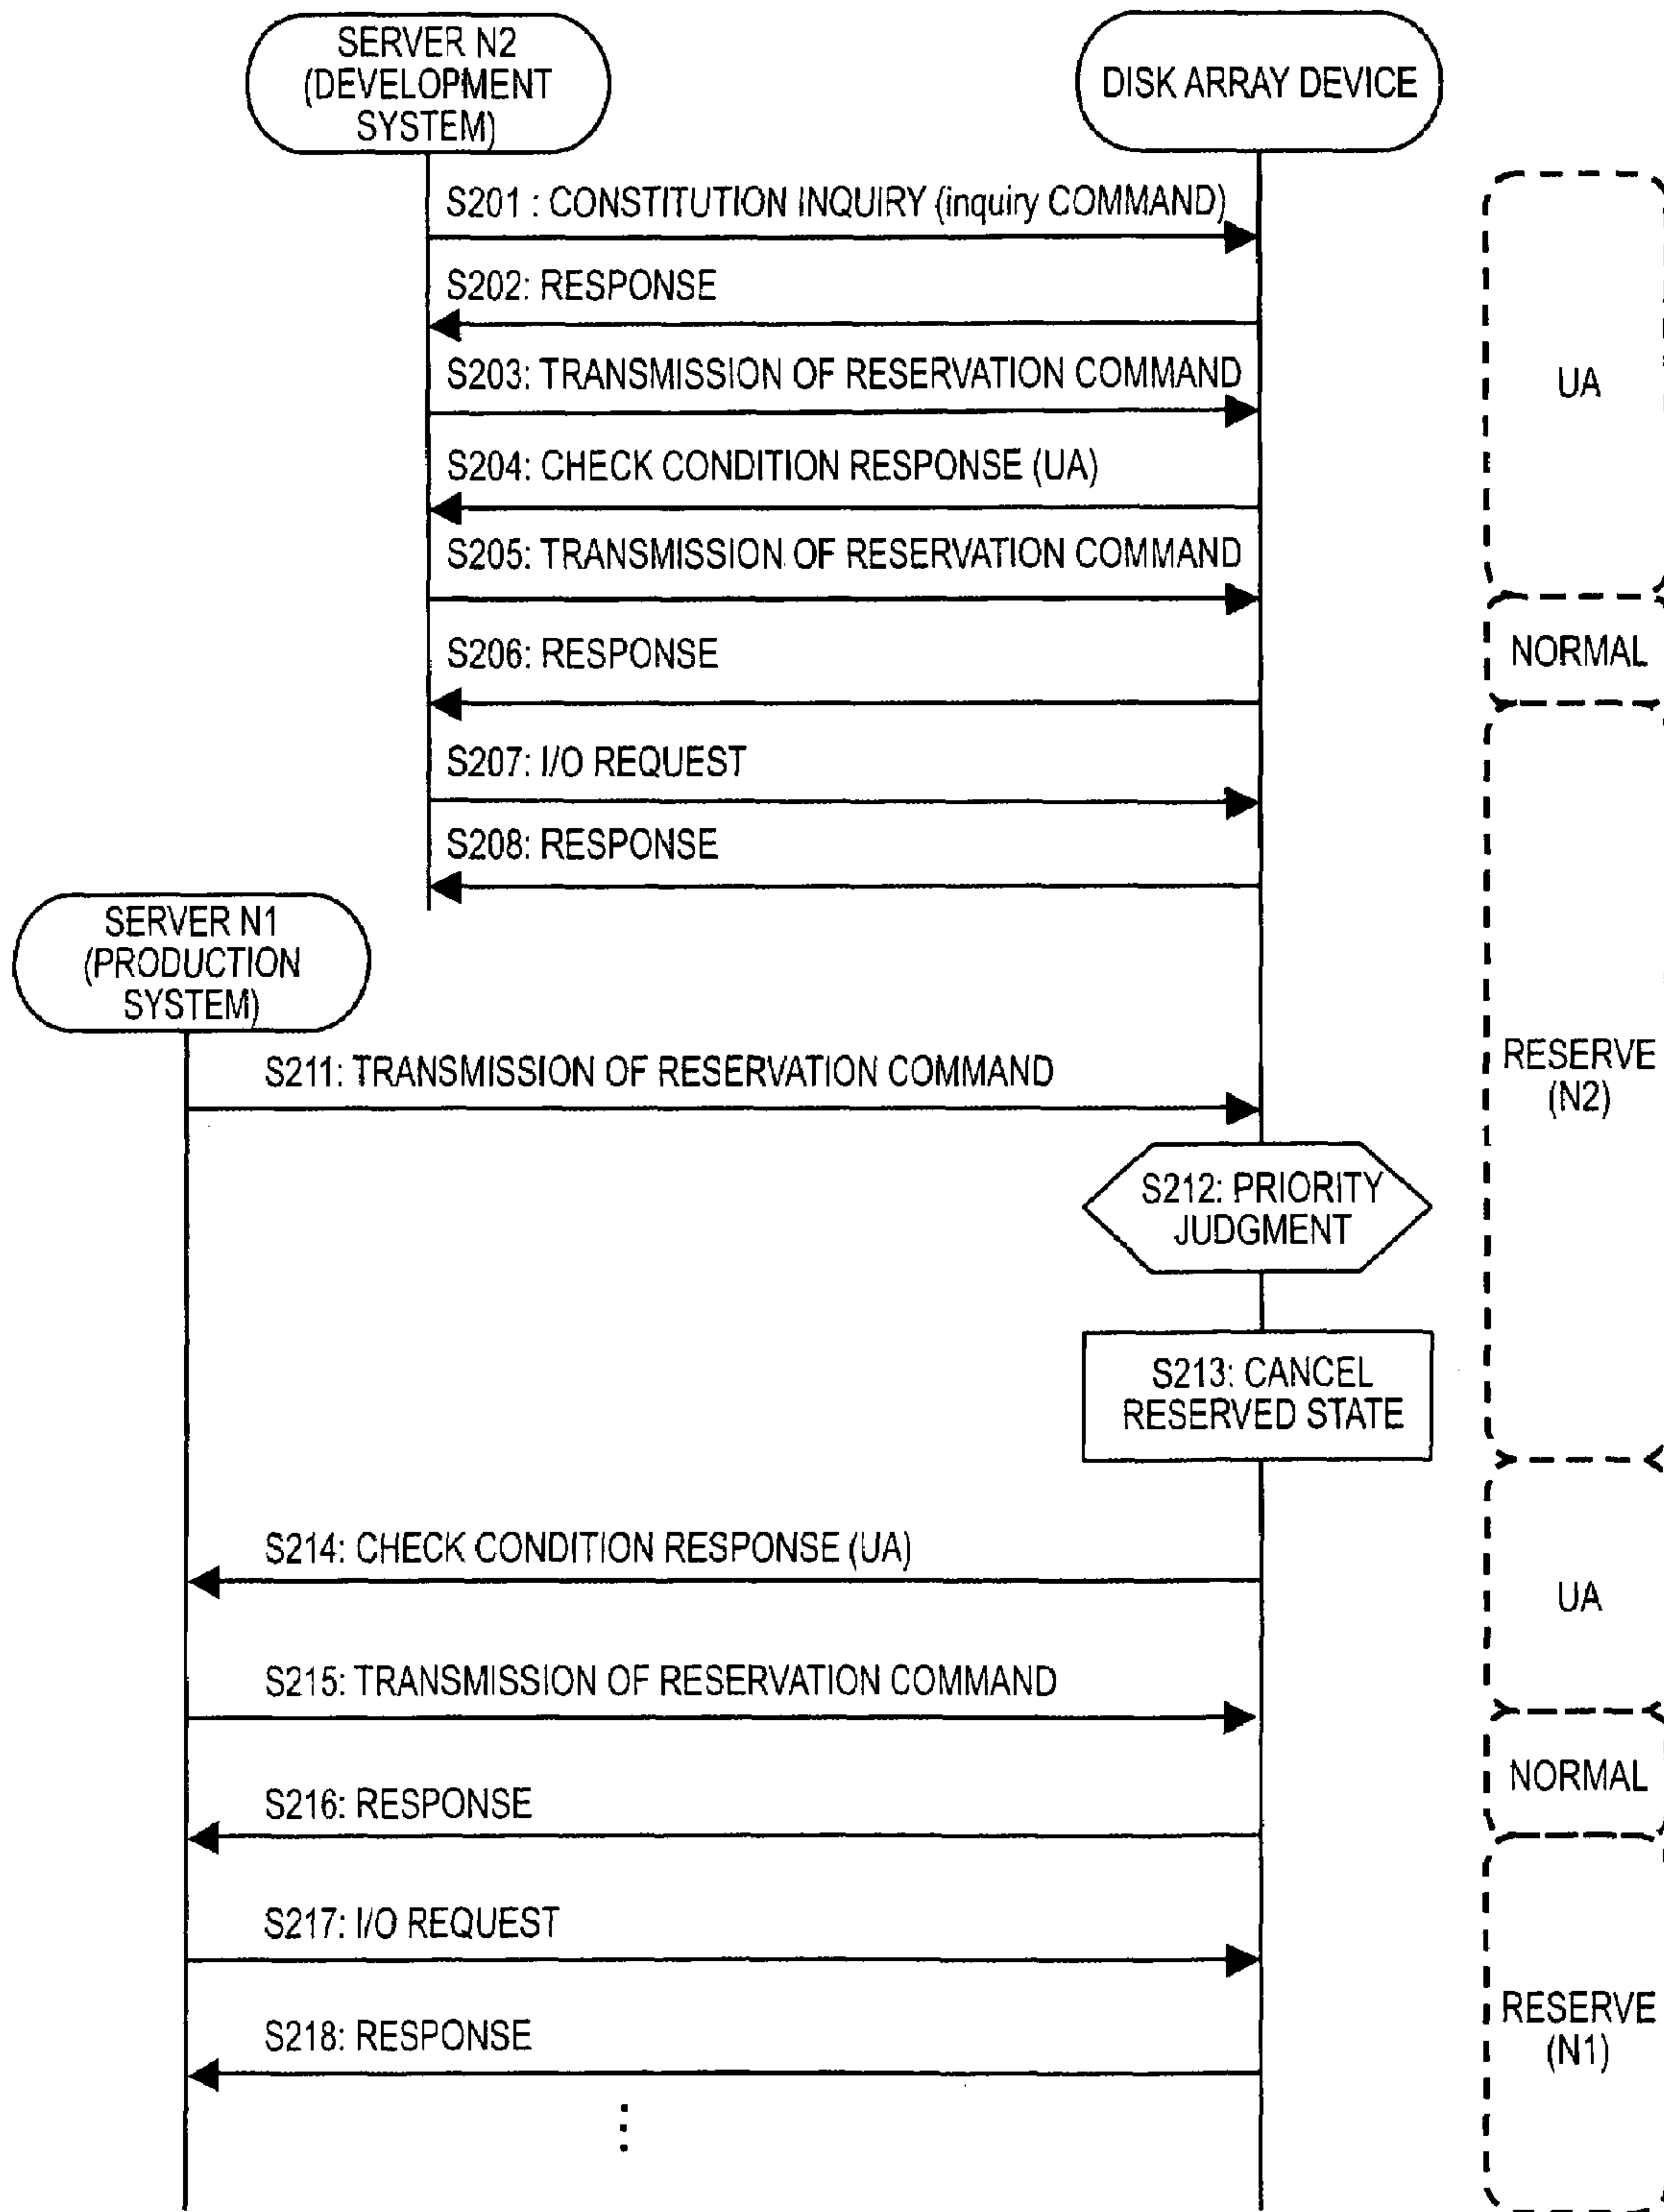 SERVER N2
(DEVELOPMENT
SYSTEM)
DISK ARRAY DEVICE
S201 : CONSTITUTION INQUIRY (inquiry COMMAND)
S202: RESPONSE
S203: TRANSMISSION OF RESERVATION COMMAND
UA
S204: CHECK CONDITION RESPONSE (UA)
S205: TRANSMISSION OF RESERVATION COMMAND
S206: RESPONSE
NORMAL
S207: I/O REQUEST
S208: RESPONSE
SERVER N1
(PRODUCTION
SYSTEM)
S211: TRANSMISSION OF RESERVATION COMMAND
RESERVE
(N2)
S212: PRIORITY
JUDGMENT
S213: CANCEL
RESERVED STATE
S214: CHECK CONDITION RESPONSE (UA)
UA
S215: TRANSMISSION OF RESERVATION COMMAND
S216: RESPONSE
NORMAL
S217: I/O REQUEST
S218: RESPONSE
RESERVE
(N1)
⋮